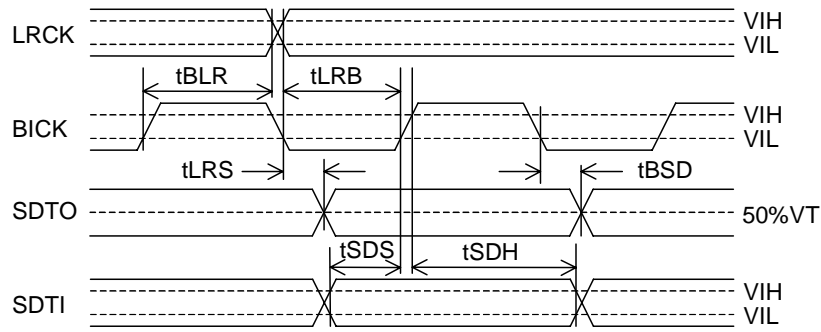 LRCK
VIH
VIL
tBLR
tLRB
BICK
VIH
VIL
tLRS
tBSD
SDTO
50%VT
tSDS
tSDH
SDTI
VIH
VIL